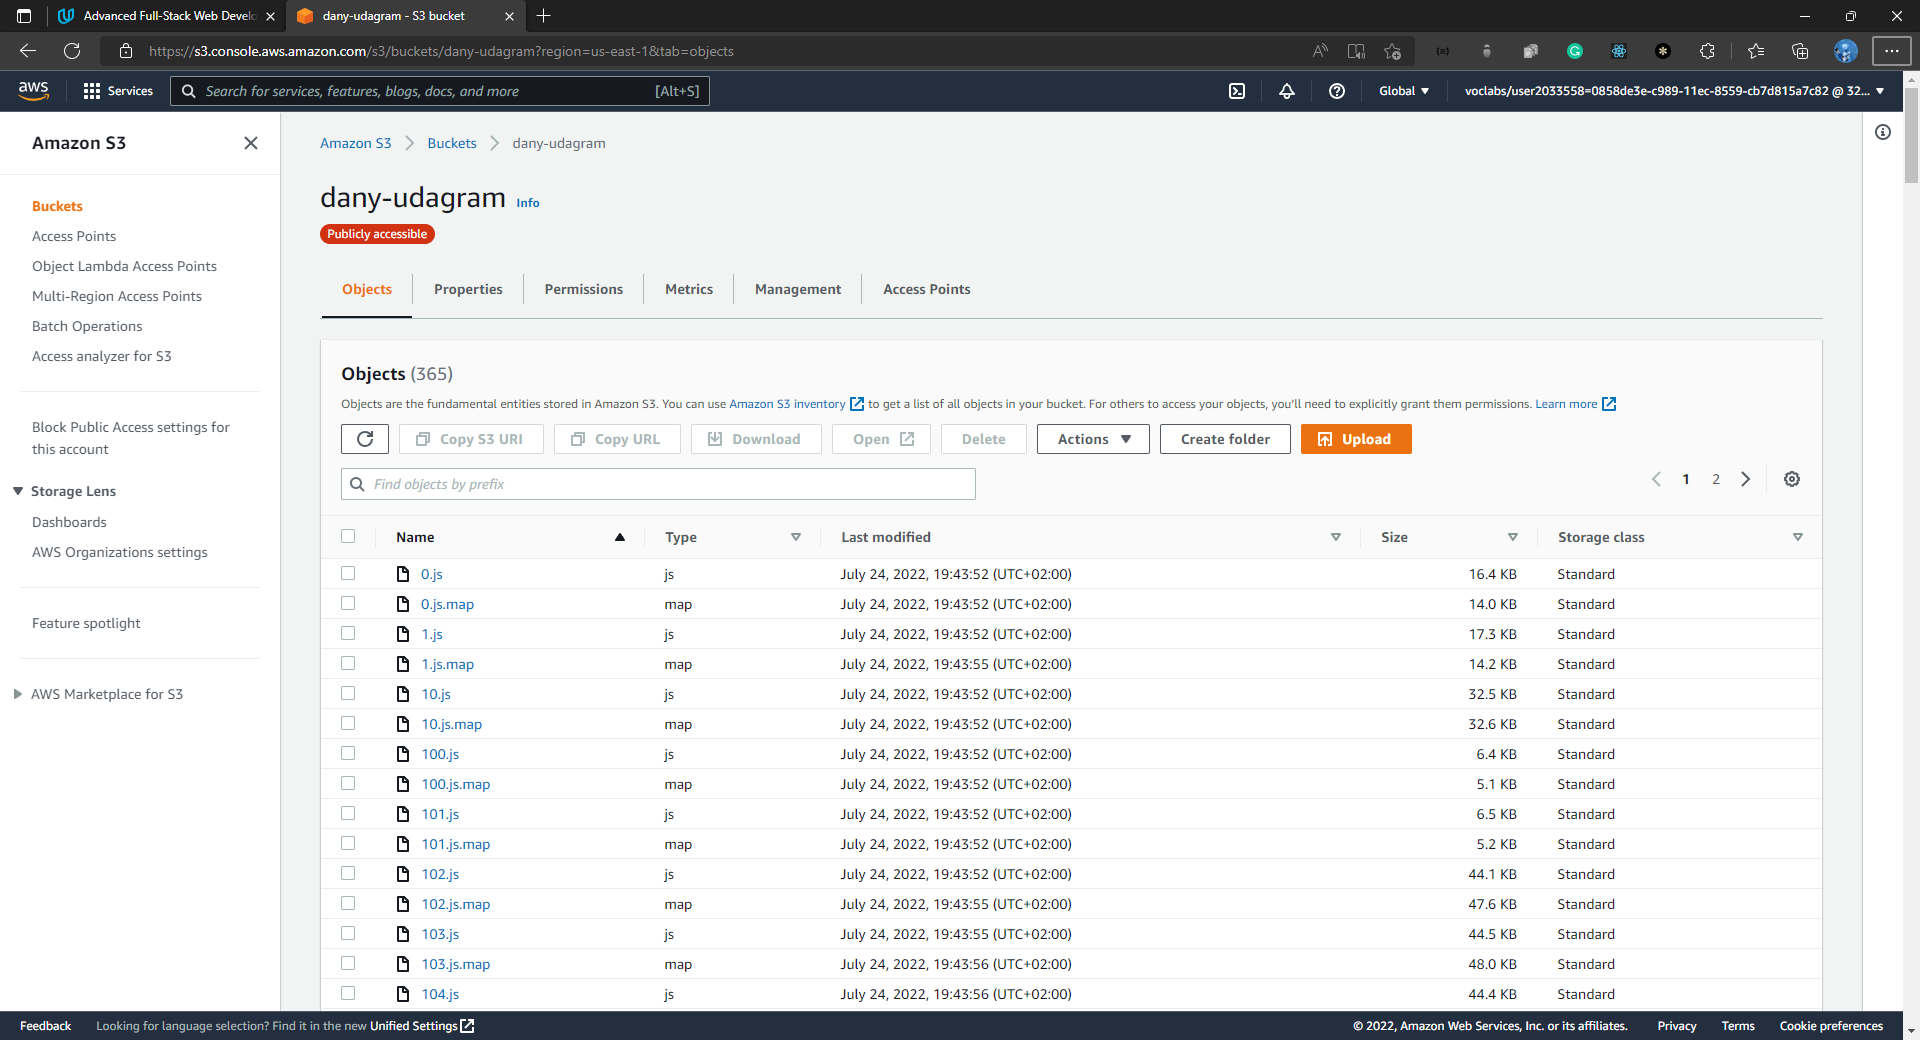 Advanced Full-Stack Web Develo
dany-udagram - S3 bucket
https://s3.console.aws.amazon.com/s3/buckets/dany-udagram?region=us-east-1&tab=objects
aws
Services
Search for services, features, blogs, docs, and more
[Alt+S]
Global
voclabs/user2033558=0858de3e-c989-11ec-8559-cb7d815a7c82 @ 32...
Amazon S3
Buckets
Access Points
Object Lambda Access Points
Multi-Region Access Points
Batch Operations
Access analyzer for S3
Block Public Access settings for
this account
Storage Lens
Dashboards
AWS Organizations settings
Feature spotlight
AWS Marketplace for S3
Amazon S3 Buckets dany-udagram
dany-udagram Info
Publicly accessible
Objects Properties Permissions Metrics Management Access Points
Objects (365)
Objects are the fundamental entities stored in Amazon S3. You can use Amazon S3 inventory to get a list of all objects in your bucket. For others to access your objects, you'll need to explicitly grant them permissions. Learn more
Copy S3 URI Copy URL Download Open Delete Actions Create folder Upload
Find objects by prefix
1 2
Name Type Last modified Size Storage class
0.js js July 24, 2022, 19:43:52 (UTC+02:00) 16.4 KB Standard
0.js.map map July 24, 2022, 19:43:52 (UTC+02:00) 14.0 KB Standard
1.js js July 24, 2022, 19:43:52 (UTC+02:00) 17.3 KB Standard
1.js.map map July 24, 2022, 19:43:55 (UTC+02:00) 14.2 KB Standard
10.js js July 24, 2022, 19:43:52 (UTC+02:00) 32.5 KB Standard
10.js.map map July 24, 2022, 19:43:52 (UTC+02:00) 32.6 KB Standard
100.js js July 24, 2022, 19:43:52 (UTC+02:00) 6.4 KB Standard
100.js.map map July 24, 2022, 19:43:52 (UTC+02:00) 5.1 KB Standard
101.js js July 24, 2022, 19:43:52 (UTC+02:00) 6.5 KB Standard
101.js.map map July 24, 2022, 19:43:52 (UTC+02:00) 5.2 KB Standard
102.js js July 24, 2022, 19:43:52 (UTC+02:00) 44.1 KB Standard
102.js.map map July 24, 2022, 19:43:55 (UTC+02:00) 47.6 KB Standard
103.js js July 24, 2022, 19:43:55 (UTC+02:00) 44.5 KB Standard
103.js.map map July 24, 2022, 19:43:56 (UTC+02:00) 48.0 KB Standard
104.js js July 24, 2022, 19:43:56 (UTC+02:00) 44.4 KB Standard
Feedback Looking for language selection? Find it in the new Unified Settings
© 2022, Amazon Web Services, Inc. or its affiliates. Privacy Terms Cookie preferences